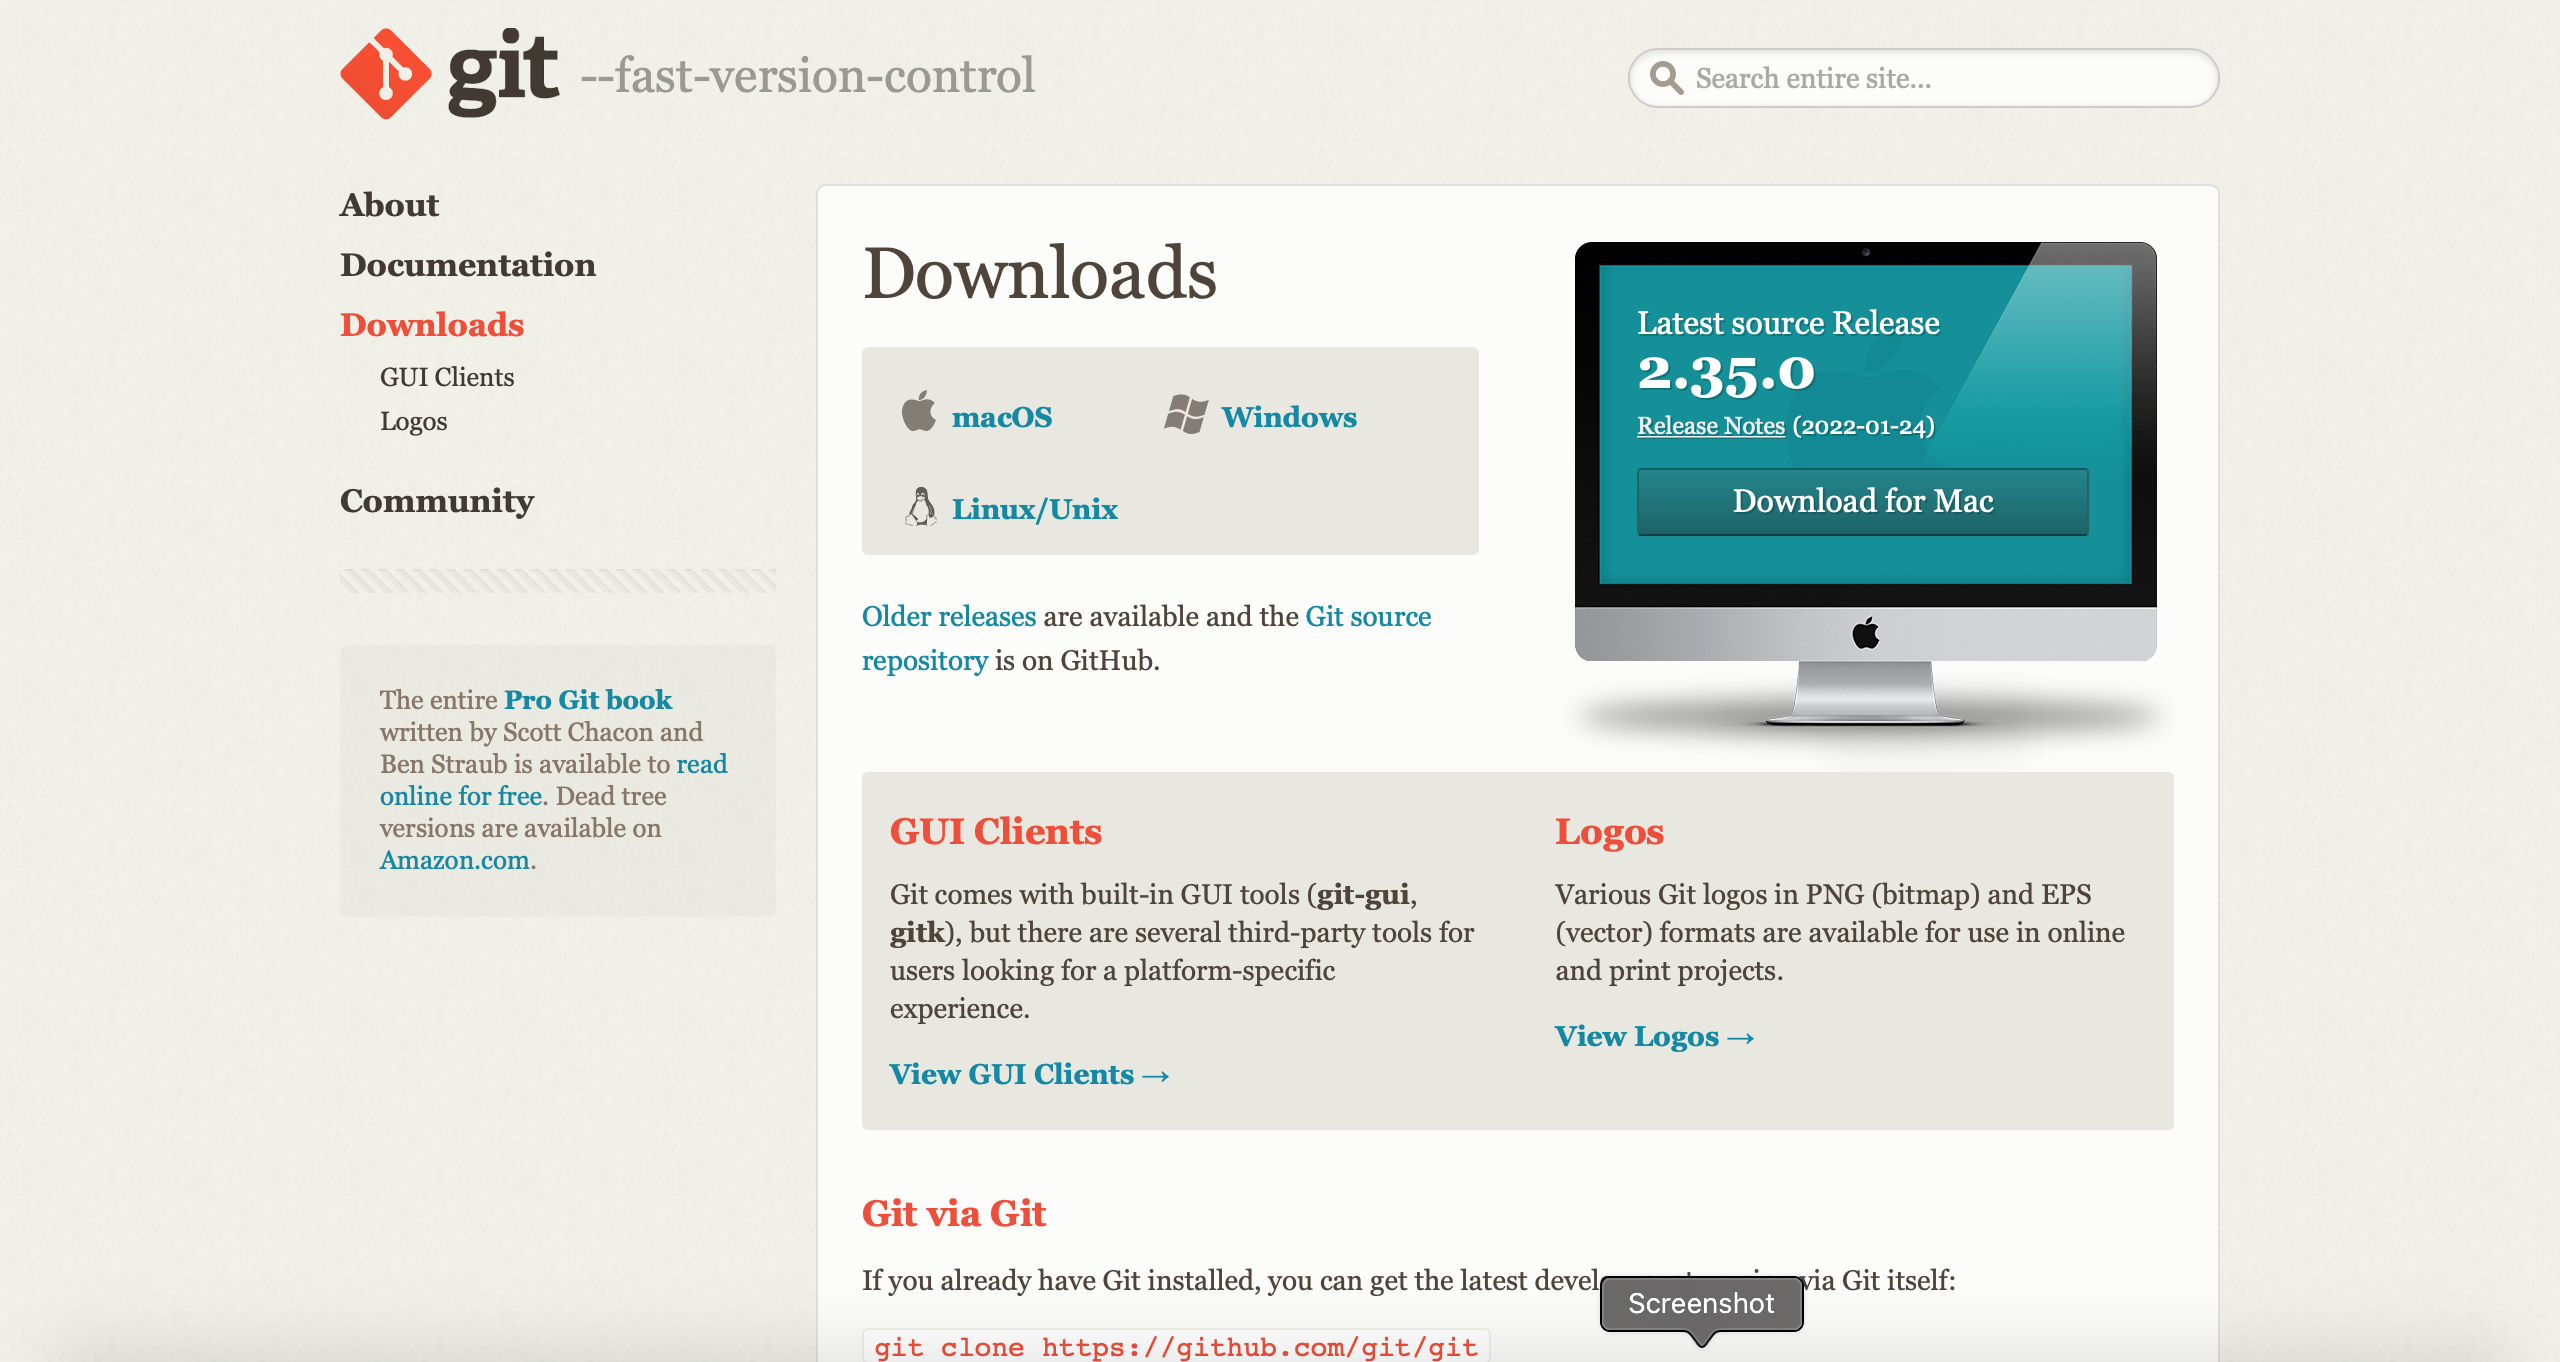 git --fast-version-control
Search entire site...
About
Documentation
Downloads
GUI Clients
Logos
Community
The entire Pro Git book
written by Scott Chacon and
Ben Straub is available to read
online for free. Dead tree
versions are available on
Amazon.com.
Downloads
macOS
Windows
Linux/Unix
Older releases are available and the Git source
repository is on GitHub.
Latest source Release
2.35.0
Release Notes (2022-01-24)
Download for Mac
GUI Clients
Git comes with built-in GUI tools (git-gui,
gitk), but there are several third-party tools for
users looking for a platform-specific
experience.
View GUI Clients →
Logos
Various Git logos in PNG (bitmap) and EPS
(vector) formats are available for use in online
and print projects.
View Logos →
Git via Git
If you already have Git installed, you can get the latest via Git itself:
Screenshot
git clone https://github.com/git/git